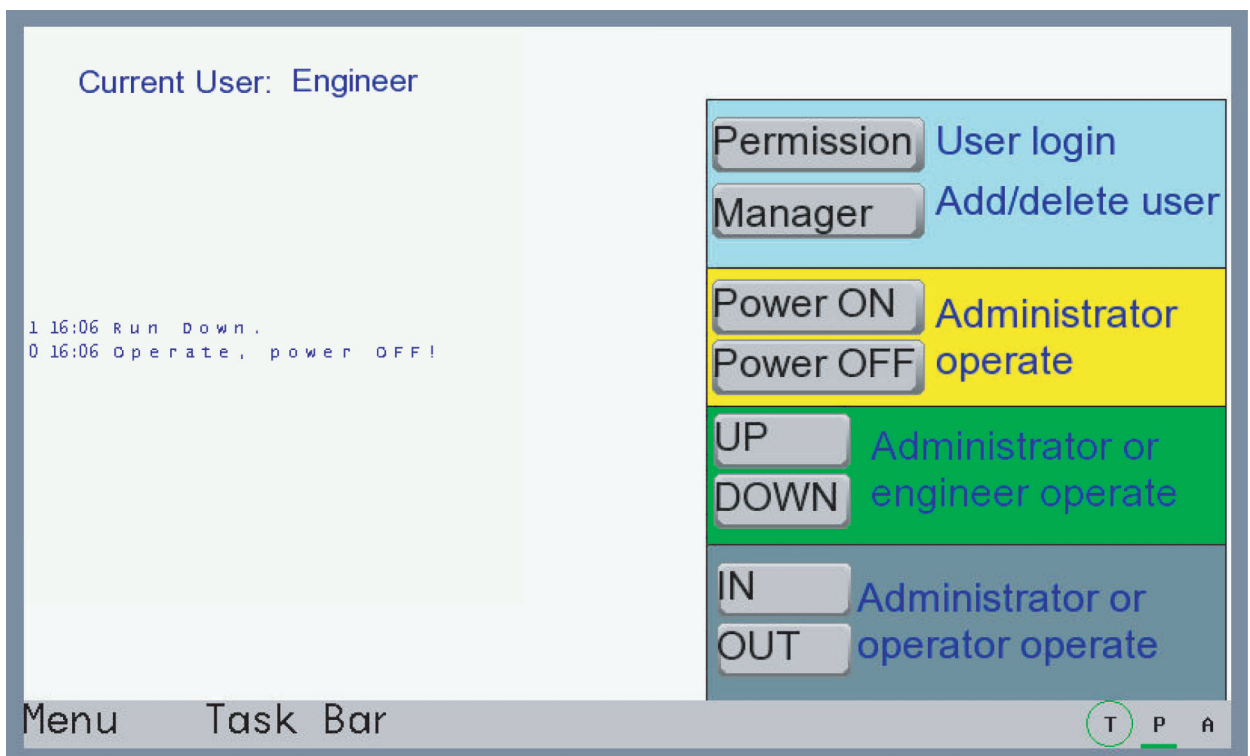 Current User: Engineer
1 16:06 Run Down.
0 16:06 Operate, power OFF!
Permission User login
Manager Add/delete user
Power ON
Power OFF
Administrator
operate
UP
DOWN
Administrator or
engineer operate
IN
OUT
Administrator or
operator operate
Menu Task Bar T P A